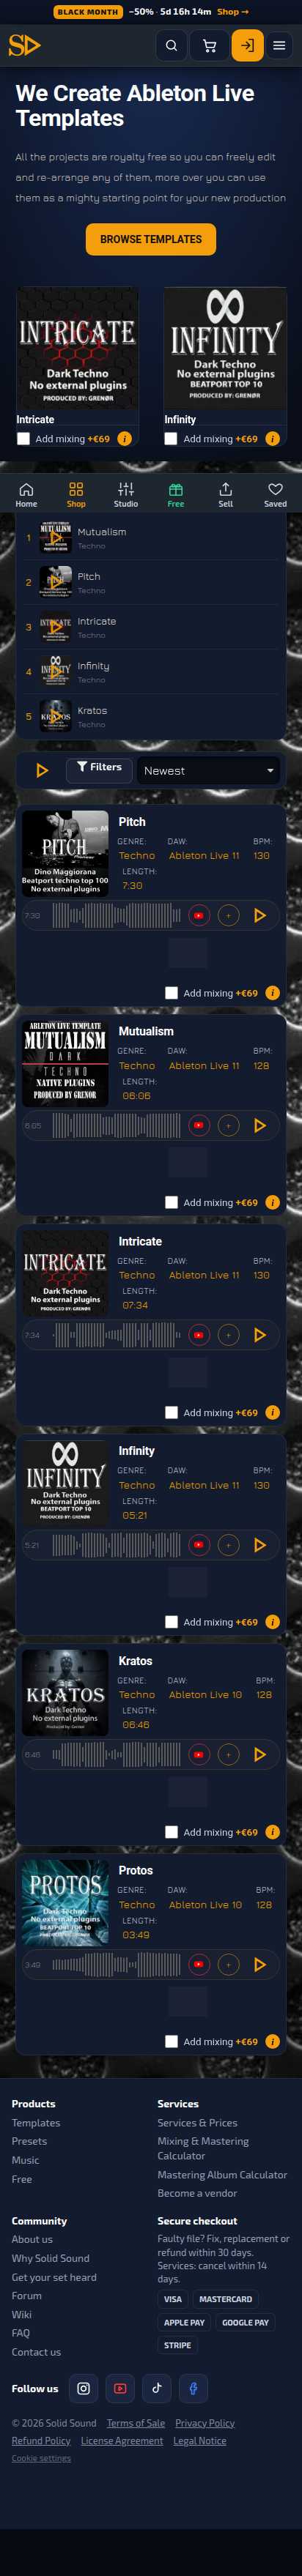 BLACK MONTH -50% · 5d 16h 14m Shop →
SD
We Create Ableton Live
Templates
All the projects are royalty free so you can freely edit
and re-arrange any of them, more over you can use
them as mighty starting point for your new production
BROWSE TEMPLATES
INTRICATE
Dark Techno
No external plugins
PRODUCED BY: GRENØR
INFINITY
Dark Techno
No external plugins
BEATPORT TOP 10
PRODUCED BY: GRENØR
Intricate
Infinity
Add mixing +€69 i
Add mixing +€69 i
Home Shop Studio Free Sell Saved
1 Mutualism
Techno
2 Pitch
Techno
3 Intricate
Techno
4 Infinity
Techno
5 Kratos
Techno
Filters
Newest
PITCH
Dino Maggiorana
Beatport techno top 100
No external plugins
Pitch
GENRE: DAW: BPM:
Techno Ableton Live 11 130
LENGTH:
7:30
7:30 +
Add mixing +€69 i
ABLETON LIVE TEMPLATE
MUTUALISM
DARK
TECHNO
NATIVE PLUGINS
PRODUCED BY GRENOR
Mutualism
GENRE: DAW: BPM:
Techno Ableton Live 11 128
LENGTH:
06:06
6:05 +
Add mixing +€69 i
INTRICATE
Dark Techno
No external plugins
PRODUCED BY: GRENØR
Intricate
GENRE: DAW: BPM:
Techno Ableton Live 11 130
LENGTH:
07:34
7:34 +
Add mixing +€69 i
INFINITY
Dark Techno
No external plugins
BEATPORT TOP 10
PRODUCED BY: GRENØR
Infinity
GENRE: DAW: BPM:
Techno Ableton Live 11 130
LENGTH:
05:21
5:21 +
Add mixing +€69 i
KRATOS
Dark Techno
No external plugins
Kratos
GENRE: DAW: BPM:
Techno Ableton Live 10 128
LENGTH:
06:46
6:46 +
Add mixing +€69 i
PROTOS
Dark Techno
No external plugins
BEATPORT TOP 10
Protos
GENRE: DAW: BPM:
Techno Ableton Live 10 128
LENGTH:
03:49
3:49 +
Add mixing +€69 i
Products
Templates
Presets
Music
Free
Services
Services & Prices
Mixing & Mastering
Calculator
Mastering Album Calculator
Become a vendor
Community
About us
Why Solid Sound
Get your set heard
Forum
Wiki
FAQ
Contact us
Secure checkout
Faulty file? Fix, replacement or
refund within 30 days.
Services: cancel within 14
days.
VISA MASTERCARD
APPLE PAY GOOGLE PAY
STRIPE
Follow us
© 2026 Solid Sound Terms of Sale Privacy Policy
Refund Policy License Agreement Legal Notice
Cookie settings